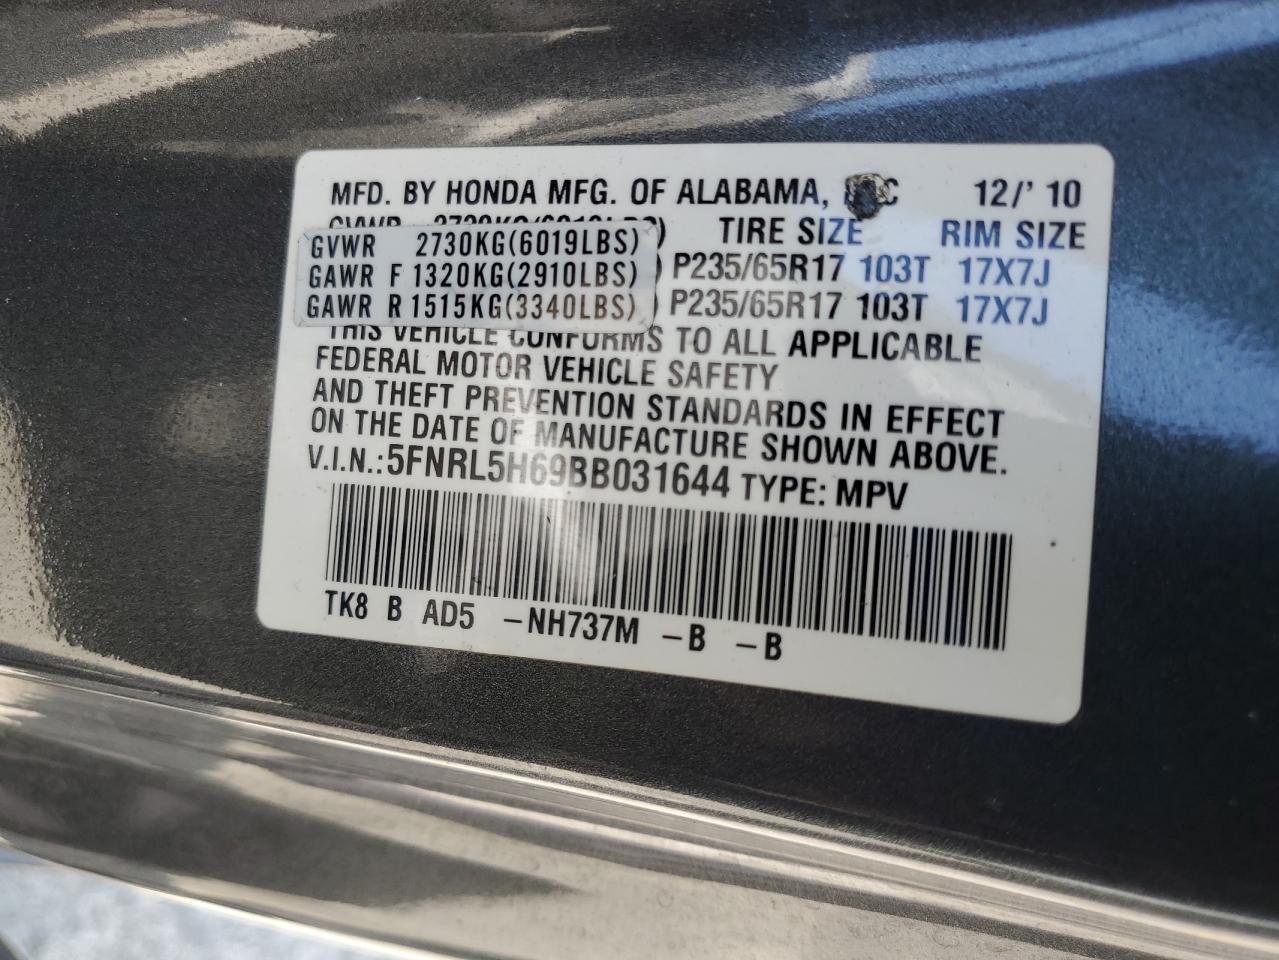 MFD. BY HONDA MFG. OF ALABAMA, C 12/' 10
GVWR 2730KG(6019LBS) TIRE SIZE RIM SIZE
GAWR F 1320KG(2910LBS) P235/65R17 103T 17X7J
GAWR R 1515KG(3340LBS) P235/65R17 103T 17X7J
THIS VEHICLE CONFORMS TO ALL APPLICABLE
FEDERAL MOTOR VEHICLE SAFETY
AND THEFT PREVENTION STANDARDS IN EFFECT
ON THE DATE OF MANUFACTURE SHOWN ABOVE.
V.I.N.:5FNRL5H69BB031644 TYPE: MPV
TK8 B AD5 -NH737M -B -B